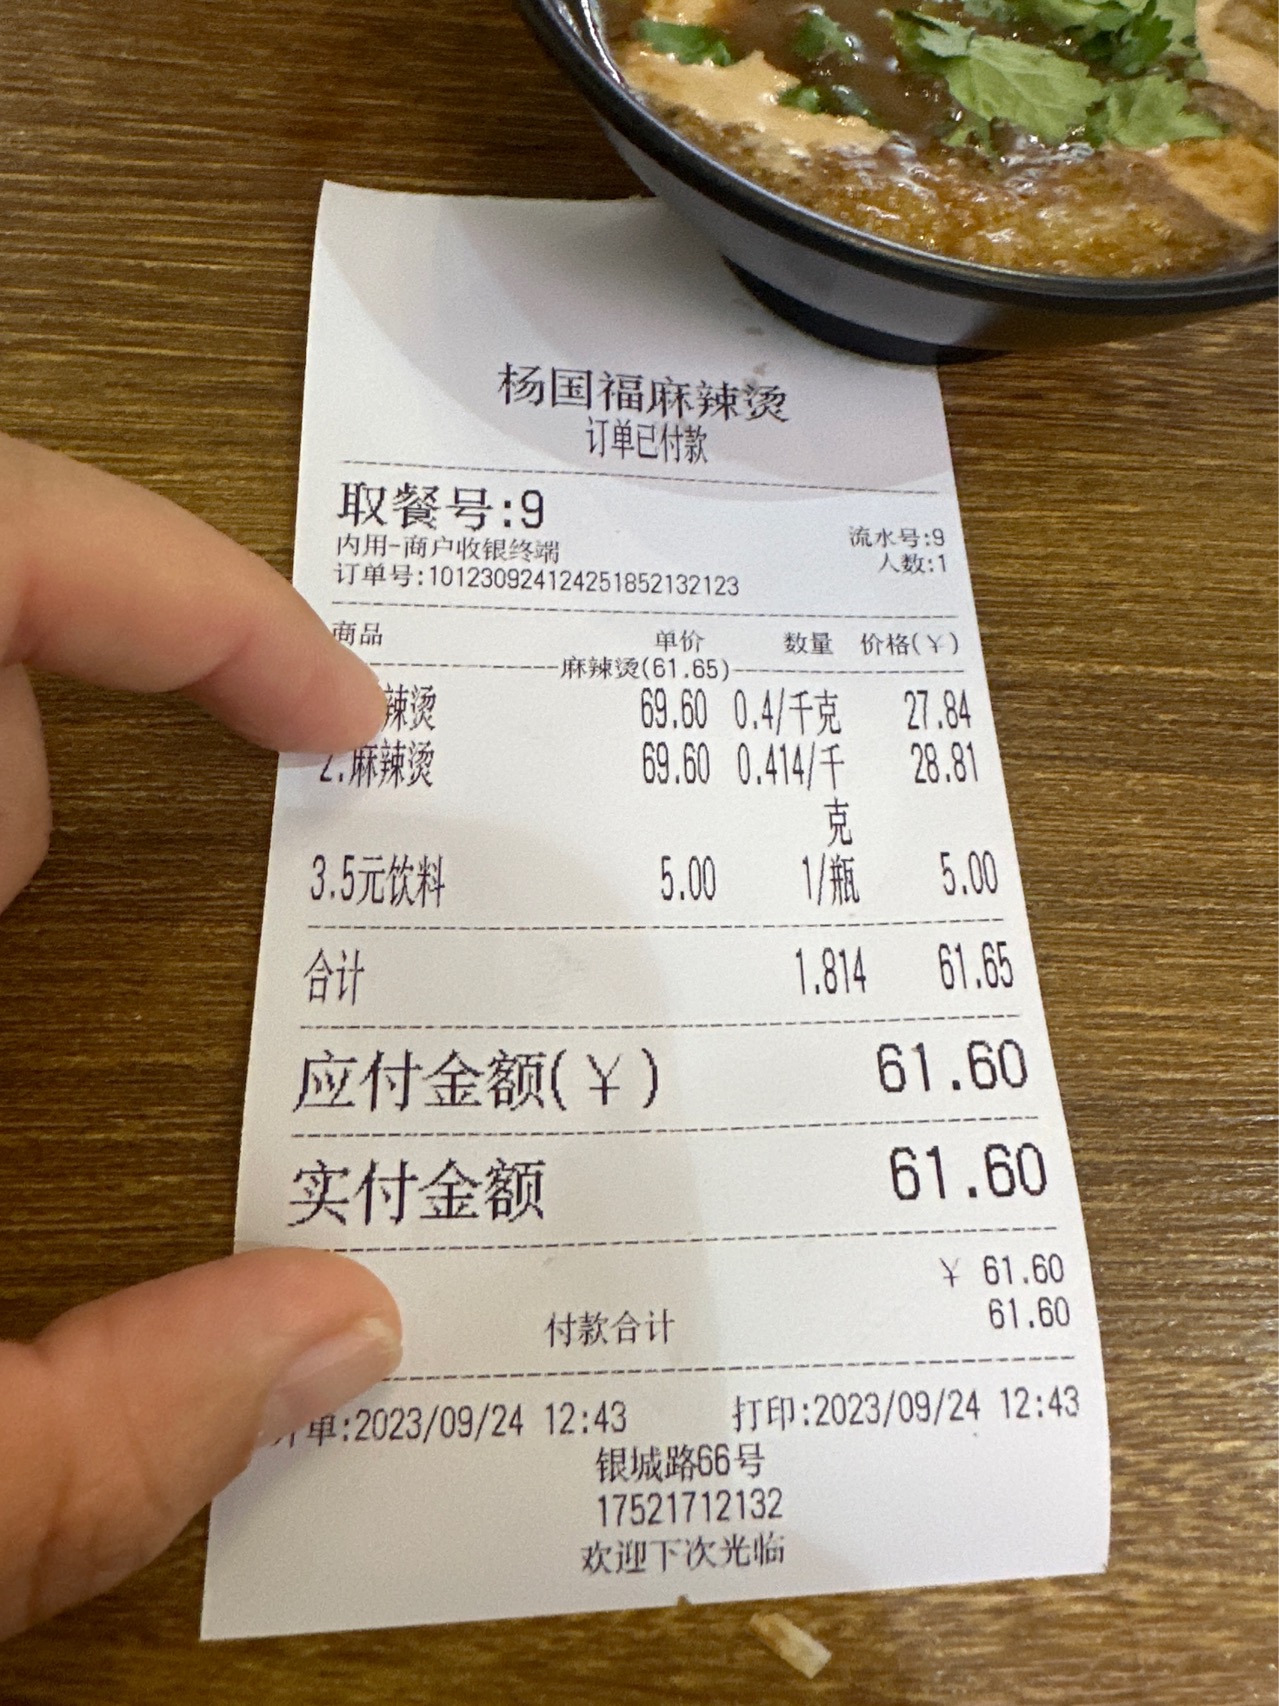 杨国福麻辣烫
订单已付款
取餐号:9
流水号:9
内用-商户收银终端
人数:1
订单号:101230924124251852132123
商品 单价 数量 价格(¥)
麻辣烫(61.65)
辣烫 69.60 0.4/千克 27.84
2.麻辣烫 69.60 0.414/千 28.81
克
3.5元饮料 5.00 1/瓶 5.00
合计 1.814 61.65
应付金额(¥) 61.60
实付金额 61.60
¥ 61.60
付款合计 61.60
单:2023/09/24 12:43 打印:2023/09/24 12:43
银城路66号
17521712132
欢迎下次光临